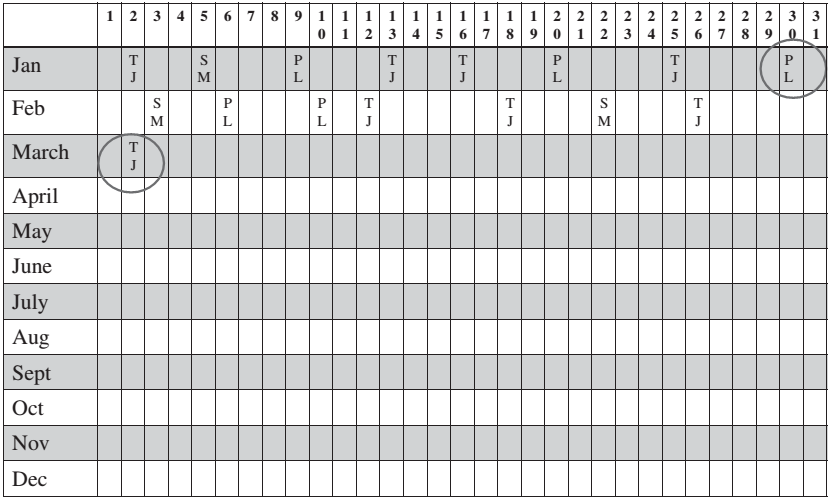 1 2 3 4 5 6 7 8 9 10 11 12 13 14 15 16 17 18 19 20 21 22 23 24 25 26 27 28 29 30 31
Jan TJ SM PL TJ TJ PL TJ PL
Feb SM PL PL TJ TJ SM TJ
March TJ
April
May
June
July
Aug
Sept
Oct
Nov
Dec